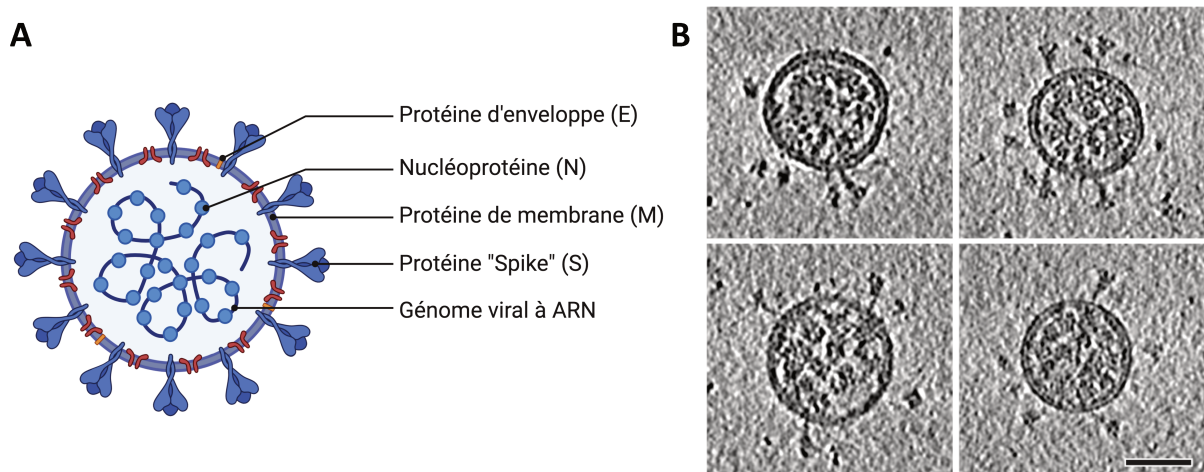 A
Protéine d'enveloppe (E)
Nucléoprotéine (N)
Protéine de membrane (M)
Protéine "Spike" (S)
Génome viral à ARN
B